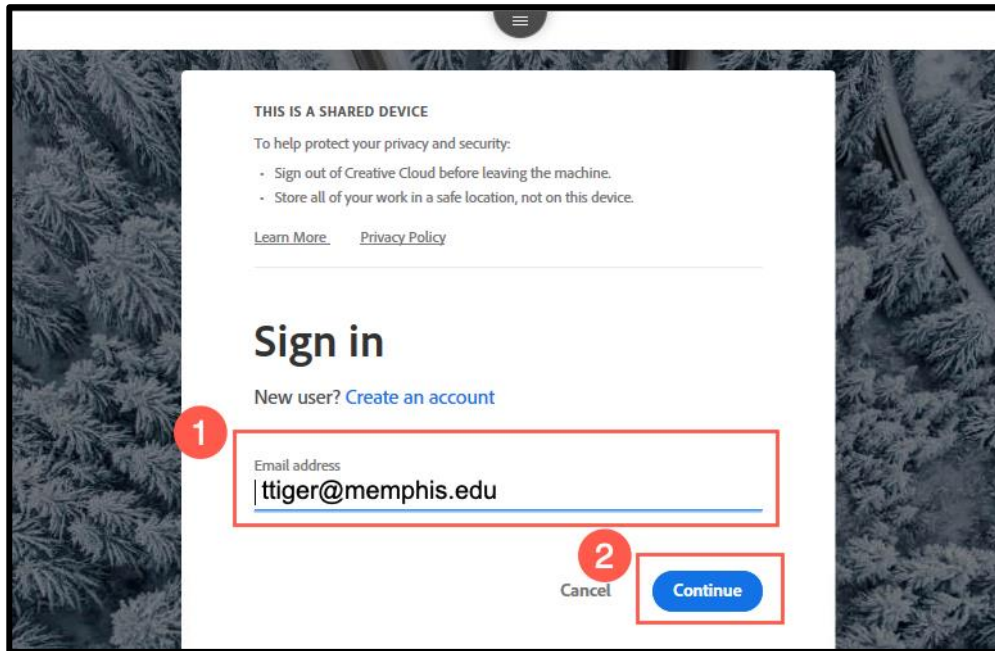 THIS IS A SHARED DEVICE
To help protect your privacy and security:
• Sign out of Creative Cloud before leaving the machine.
• Store all of your work in a safe location, not on this device.
Learn More Privacy Policy
Sign in
New user? Create an account
1
Email address
ttiger@memphis.edu
2
Cancel Continue